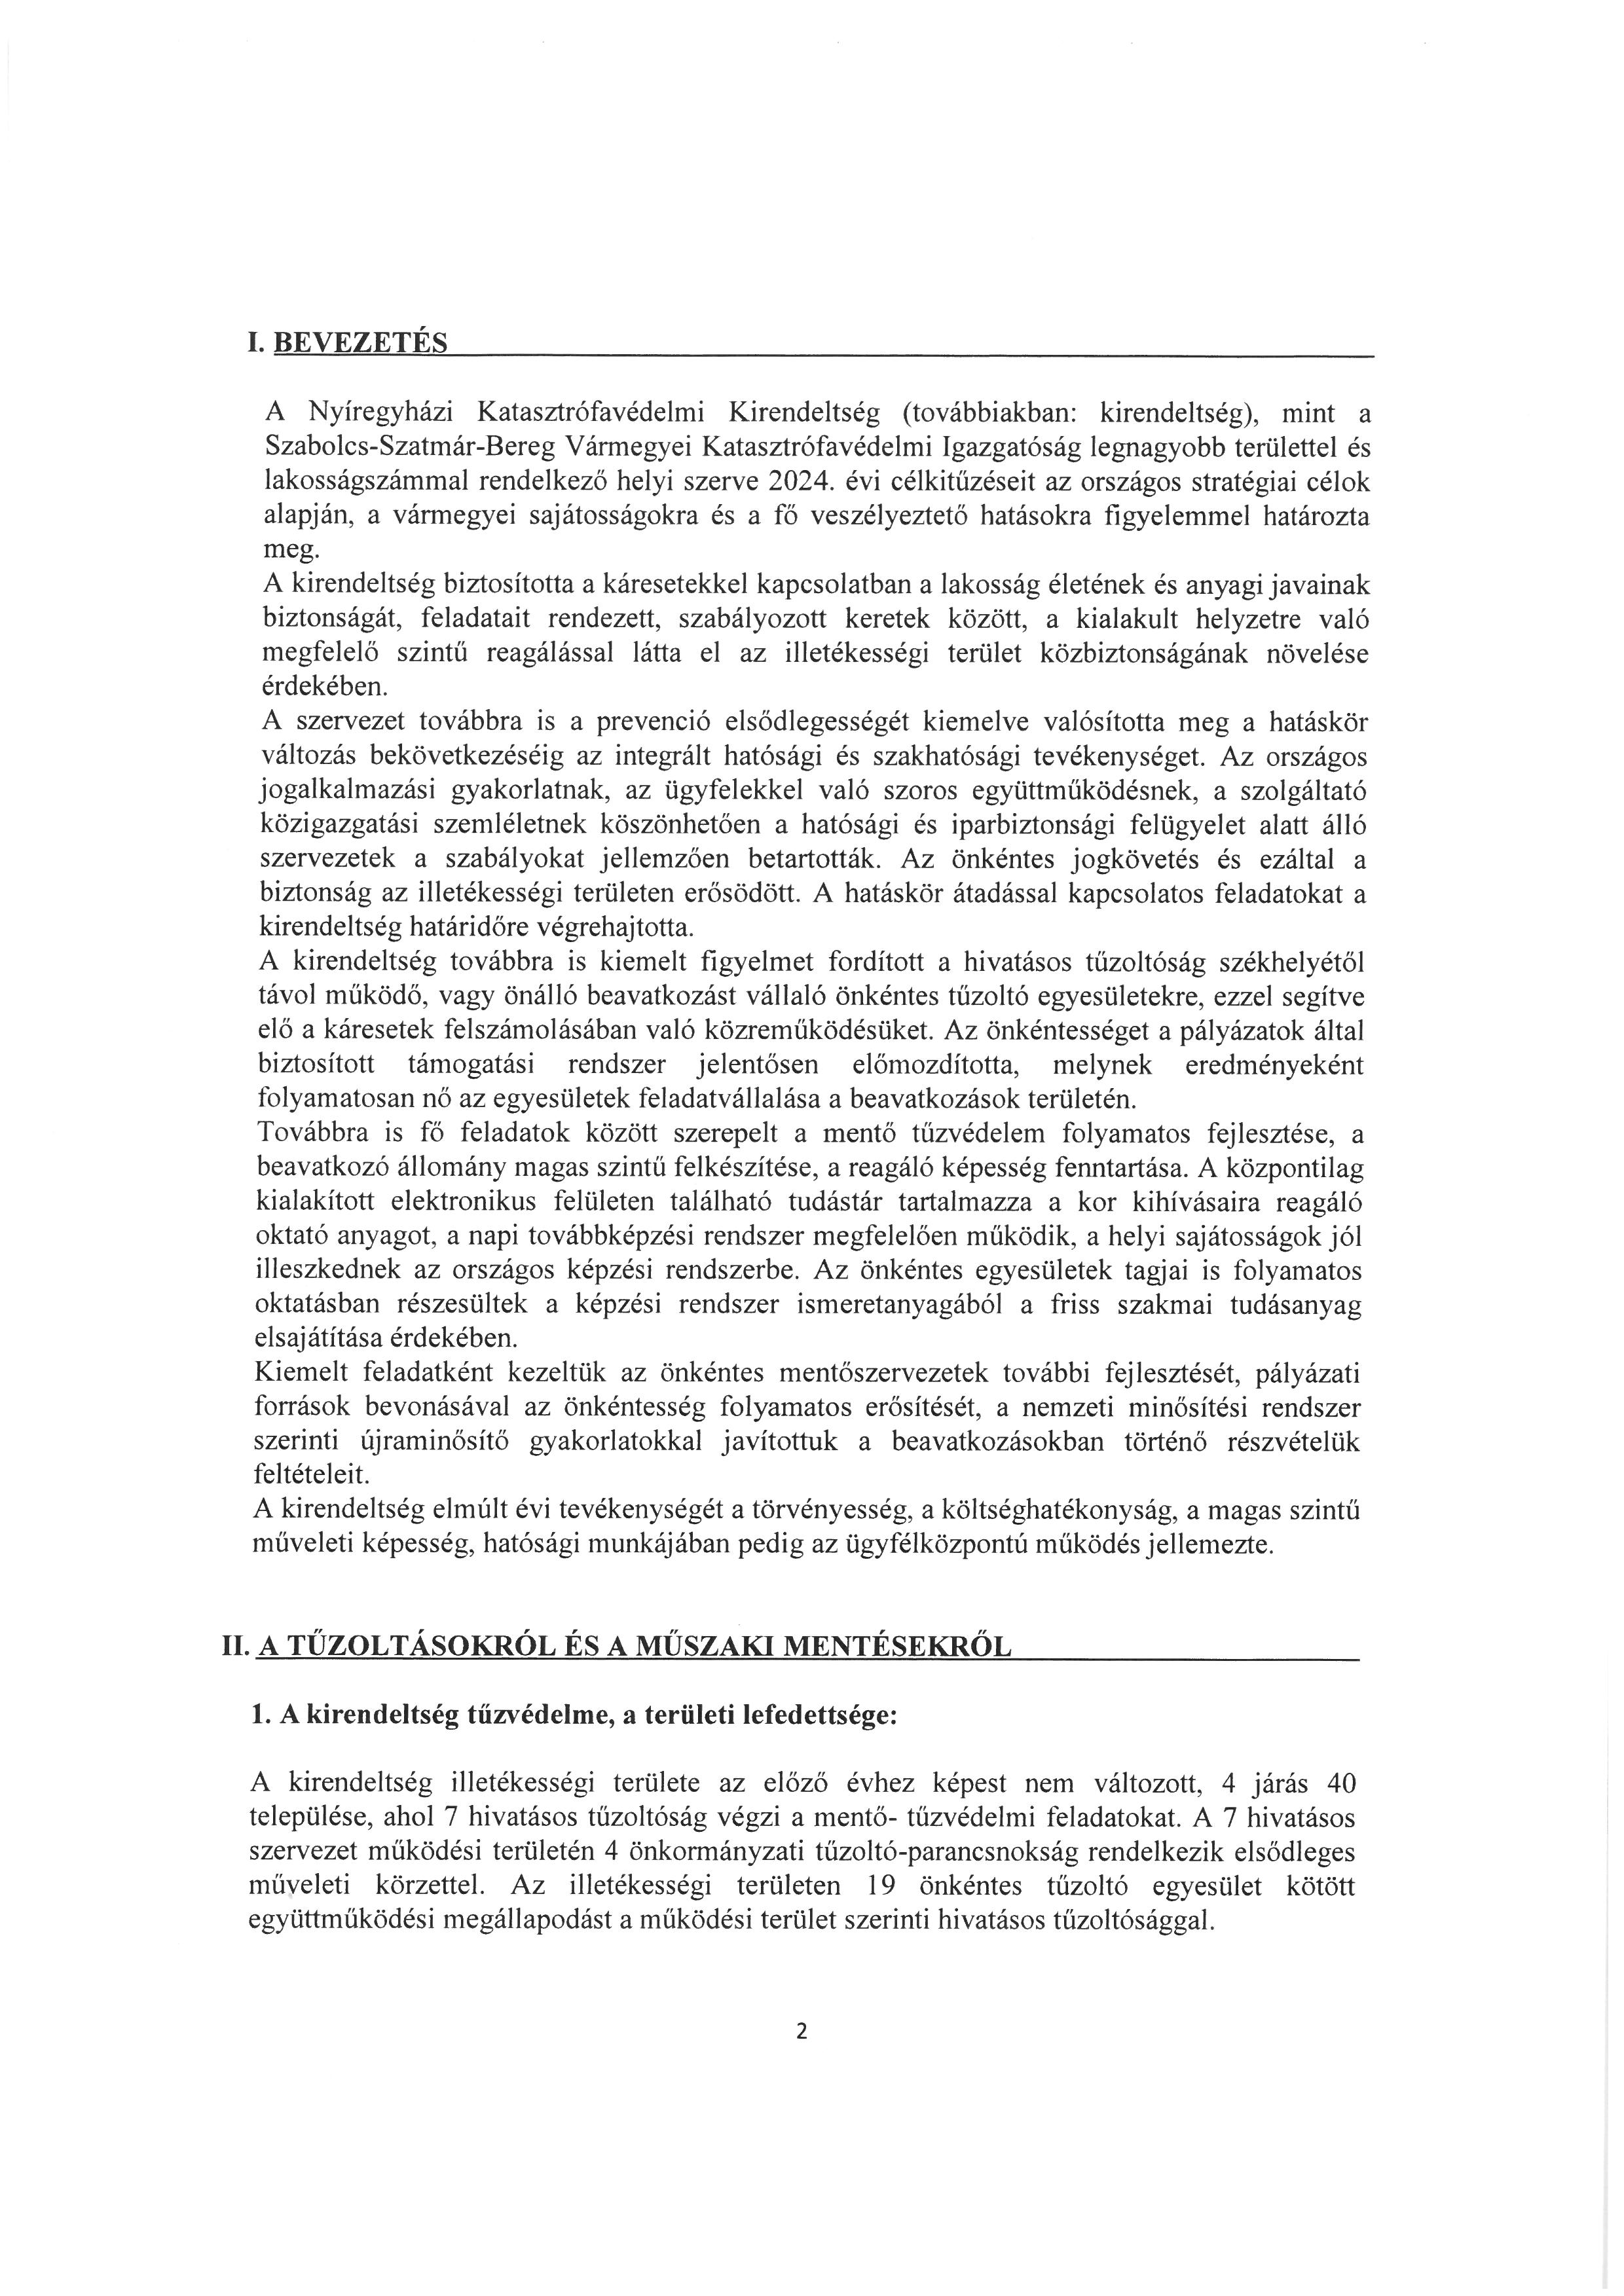 I. BEVEZETÉS
A Nyíregyházi Katasztrófavédelmi Kirendeltség (továbbiakban: kirendeltség), mint a
Szabolcs-Szatmár-Bereg Vármegyei Katasztrófavédelmi Igazgatóság legnagyobb területtel és
lakosságszámmal rendelkező helyi szerve 2024. évi célkitűzéseit az országos stratégiai célok
alapján, a vármegyei sajátosságokra és a fő veszélyeztető hatásokra figyelemmel határozta
meg.
A kirendeltség biztosította a káresetekkel kapcsolatban a lakosság életének és anyagi javainak
biztonságát, feladatait rendezett, szabályozott keretek között, a kialakult helyzetre való
megfelelő szintű reagálással látta el az illetékességi terület közbiztonságának növelése
érdekében.
A szervezet továbbra is a prevenció elsődlegességét kiemelve valósította meg a hatáskör
változás bekövetkezéséig az integrált hatósági és szakhatósági tevékenységet. Az országos
jogalkalmazási gyakorlatnak, az ügyfelekkel való szoros együttműködésnek, a szolgáltató
közigazgatási szemléletnek köszönhetően a hatósági és iparbiztonsági felügyelet alatt álló
szervezetek a szabályokat jellemzően betartották. Az önkéntes jogkövetés és ezáltal a
biztonság az illetékességi területen erősödött. A hatáskör átadással kapcsolatos feladatokat a
kirendeltség határidőre végrehajtotta.
A kirendeltség továbbra is kiemelt figyelmet fordított a hivatásos tűzoltóság székhelyétől
távol működő, vagy önálló beavatkozást vállaló önkéntes tűzoltó egyesületekre, ezzel segítve
elő a káresetek felszámolásában való közreműködésüket. Az önkéntességet a pályázatok által
biztosított támogatási rendszer jelentősen előmozdította, melynek eredményeként
folyamatosan nő az egyesületek feladatvállalása a beavatkozások területén.
Továbbra is fő feladatok között szerepelt a mentő tűzvédelem folyamatos fejlesztése, a
beavatkozó állomány magas szintű felkészítése, a reagáló képesség fenntartása. A központilag
kialakított elektronikus felületen található tudástár tartalmazza a kor kihívásaira reagáló
oktató anyagot, a napi továbbképzési rendszer megfelelően működik, a helyi sajátosságok jól
illeszkednek az országos képzési rendszerbe. Az önkéntes egyesületek tagjai is folyamatos
oktatásban részesültek a képzési rendszer ismeretanyagából a friss szakmai tudásanyag
elsajátítása érdekében.
Kiemelt feladatként kezeltük az önkéntes mentőszervezetek további fejlesztését, pályázati
források bevonásával az önkéntesség folyamatos erősítését, a nemzeti minősítési rendszer
szerinti újraminősítő gyakorlatokkal javítottuk a beavatkozásokban történő részvételük
feltételeit.
A kirendeltség elmúlt évi tevékenységét a törvényesség, a költséghatékonyság, a magas szintű
műveleti képesség, hatósági munkájában pedig az ügyfélközpontú működés jellemezte.
II. A TŰZOLTÁSOKRÓL ÉS A MŰSZAKI MENTÉSEKRŐL
1. A kirendeltség tűzvédelme, a területi lefedettsége:
A kirendeltség illetékességi területe az előző évhez képest nem változott, 4 járás 40
települése, ahol 7 hivatásos tűzoltóság végzi a mentő- tűzvédelmi feladatokat. A 7 hivatásos
szervezet működési területén 4 önkormányzati tűzoltó-parancsnokság rendelkezik elsődleges
műveleti körzettel. Az illetékességi területen 19 önkéntes tűzoltó egyesület kötött
együttműködési megállapodást a működési terület szerinti hivatásos tűzoltósággal.
2